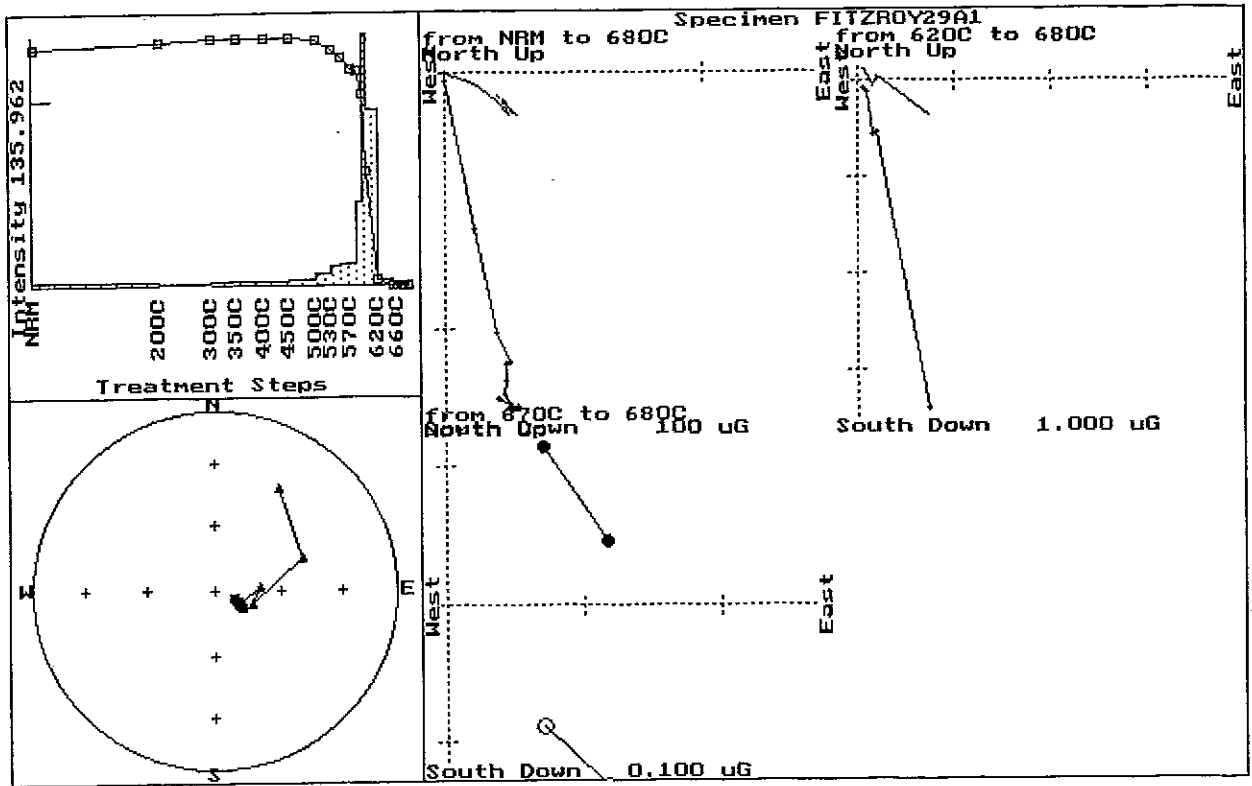 Specimen FITZROY29A1
Intensity 135.962
NRM
200C
300C
350C
400C
450C
500C
530C
570C
620C
660C
Treatment Steps
N
W
E
S
from NRM to 680C
North Up
West
East
from 620C to 680C
North Up
West
East
South Down 1.000 uG
from 670C to 680C
North Up
100 uG
West
East
South Down 0.100 uG